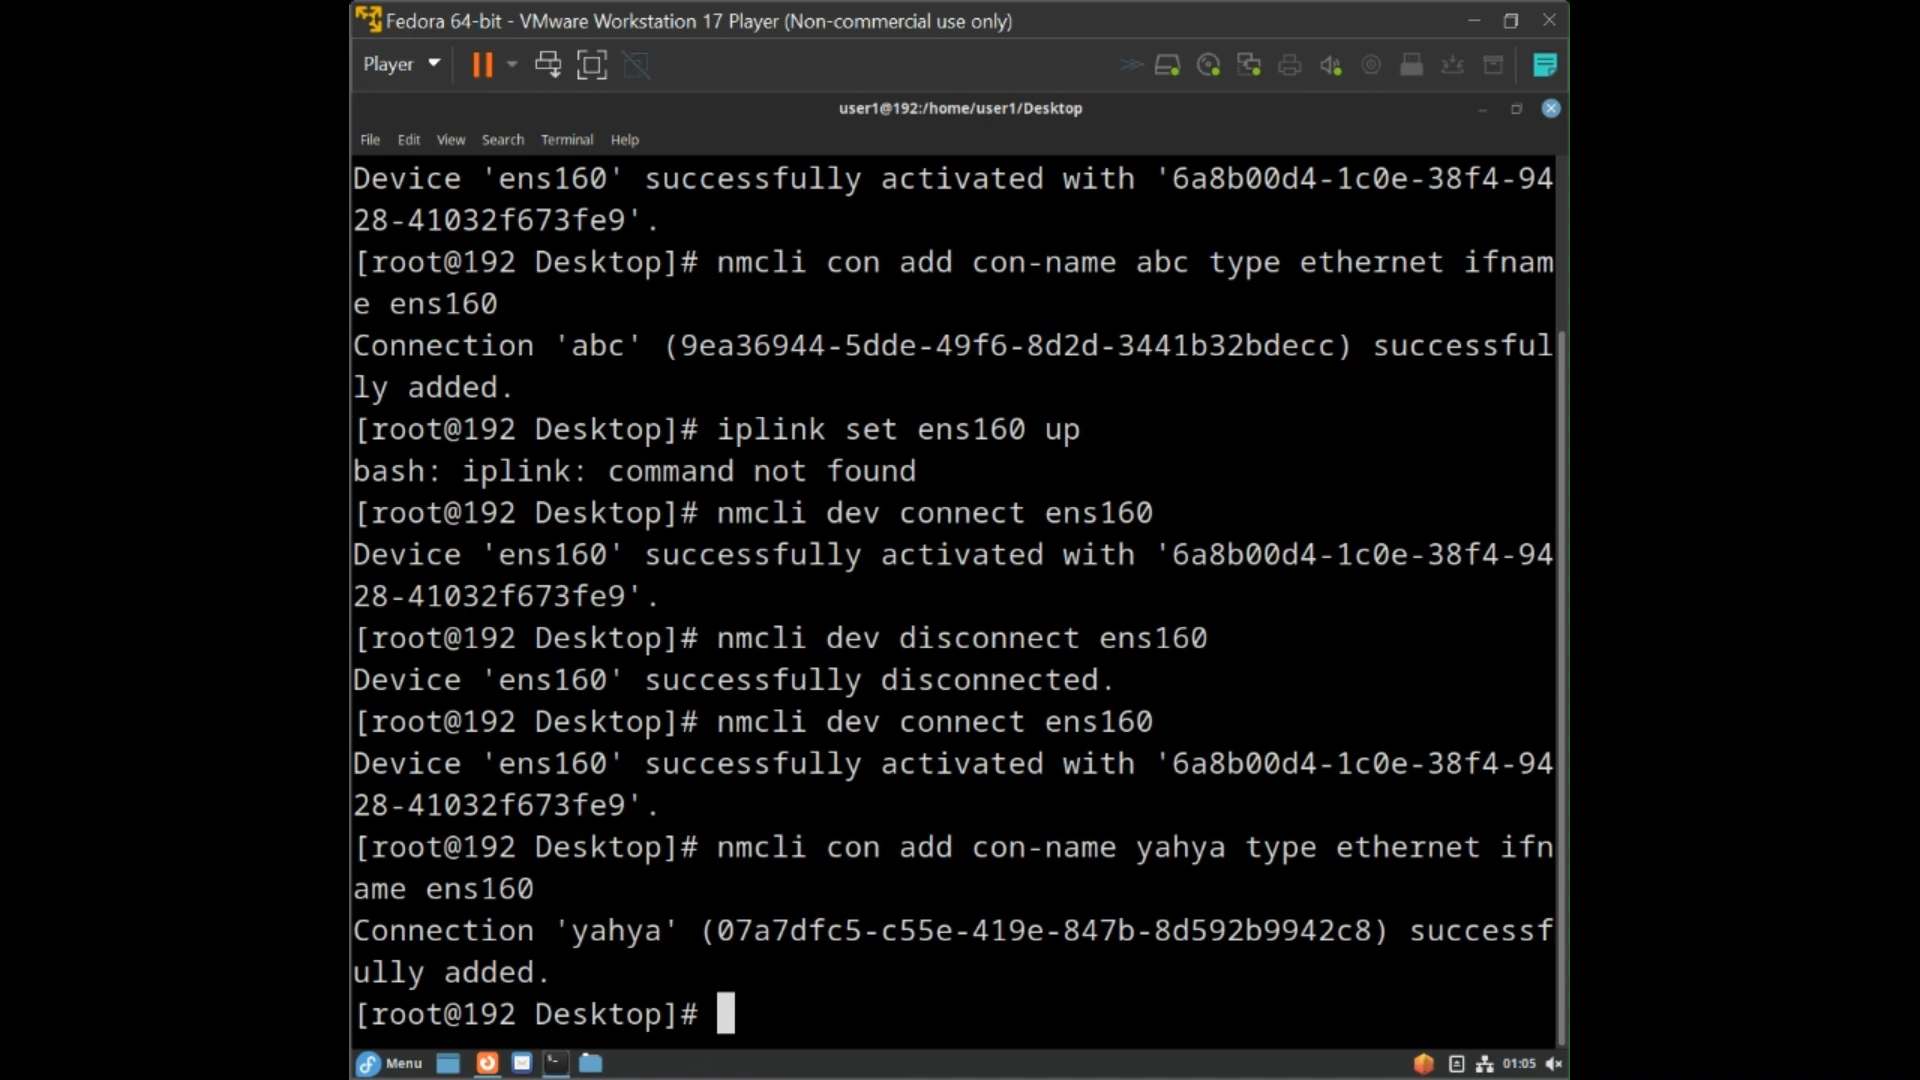 Fedora 64-bit - VMware Workstation 17 Player (Non-commercial use only)
Player
user1@192:/home/user1/Desktop
File Edit View Search Terminal Help
Device 'ens160' successfully activated with '6a8b00d4-1c0e-38f4-94
28-41032f673fe9'.
[root@192 Desktop]# nmcli con add con-name abc type ethernet ifnam
e ens160
Connection 'abc' (9ea36944-5dde-49f6-8d2d-3441b32bdecc) successful
ly added.
[root@192 Desktop]# iplink set ens160 up
bash: iplink: command not found
[root@192 Desktop]# nmcli dev connect ens160
Device 'ens160' successfully activated with '6a8b00d4-1c0e-38f4-94
28-41032f673fe9'.
[root@192 Desktop]# nmcli dev disconnect ens160
Device 'ens160' successfully disconnected.
[root@192 Desktop]# nmcli dev connect ens160
Device 'ens160' successfully activated with '6a8b00d4-1c0e-38f4-94
28-41032f673fe9'.
[root@192 Desktop]# nmcli con add con-name yahya type ethernet ifn
ame ens160
Connection 'yahya' (07a7dfc5-c55e-419e-847b-8d592b9942c8) successf
ully added.
[root@192 Desktop]#
Menu 01:05